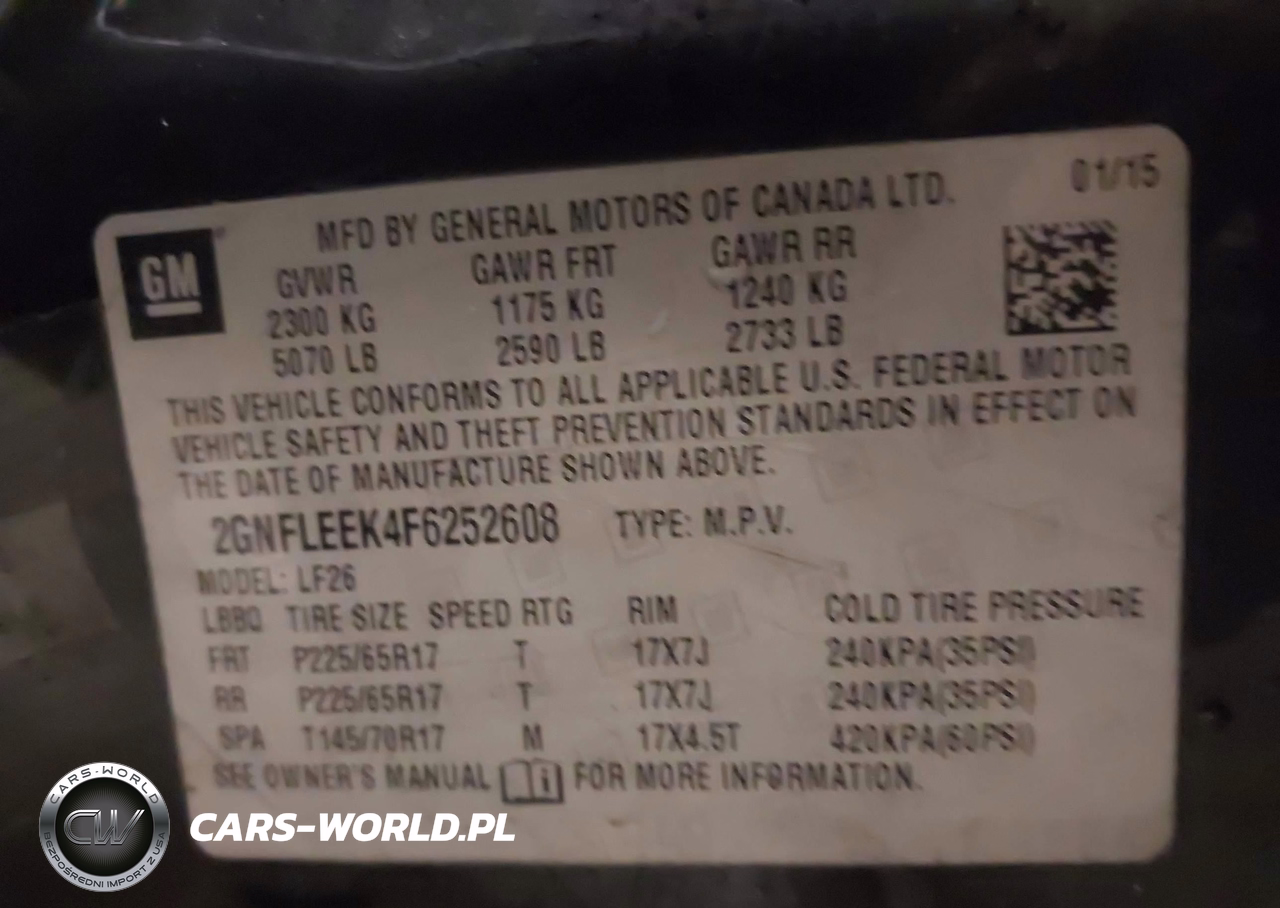 01/15
MFD BY GENERAL MOTORS OF CANADA LTD.
GM
GVWR GAWR FRT GAWR RR
2300 KG 1175 KG 1240 KG
5070 LB 2590 LB 2733 LB
THIS VEHICLE CONFORMS TO ALL APPLICABLE U.S. FEDERAL MOTOR
VEHICLE SAFETY AND THEFT PREVENTION STANDARDS IN EFFECT ON
THE DATE OF MANUFACTURE SHOWN ABOVE.
2GNFLEEK4F6252608 TYPE: M.P.V.
MODEL: LF26
LBBQ TIRE SIZE SPEED RTG RIM COLD TIRE PRESSURE
FRT P225/65R17 T 17X7J 240KPA(35PSI)
RR P225/65R17 T 17X7J 240KPA(35PSI)
SPA T145/70R17 M 17X4.5T 420KPA(60PSI)
SEE OWNER'S MANUAL i FOR MORE INFORMATION.
CARS-WORLD
CW
BEZPOŚREDNI IMPORT Z USA
CARS-WORLD.PL